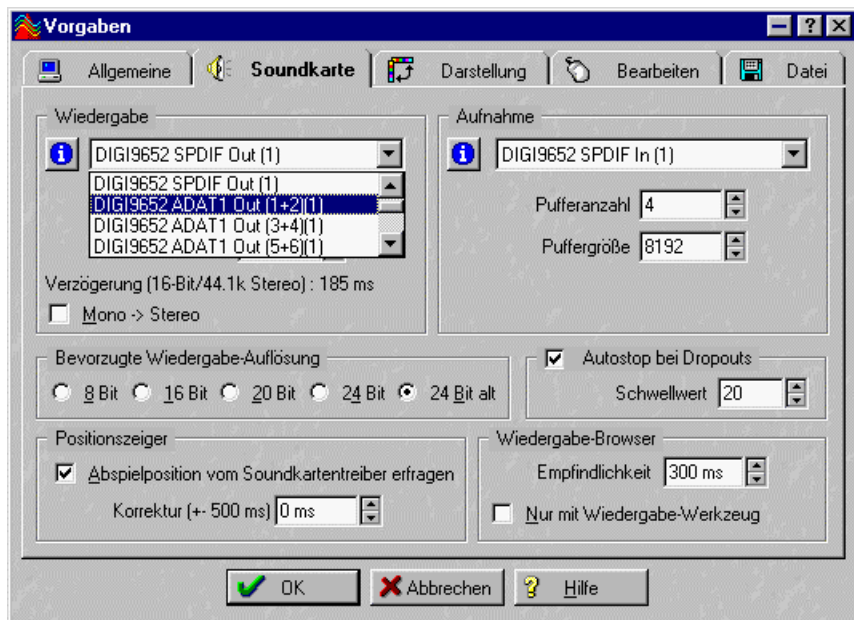 Vorgaben
Allgemeine
Soundkarte
Darstellung
Bearbeiten
Datei
Wiedergabe
DIGI9652 SPDIF Out (1)
DIGI9652 SPDIF Out (1)
DIGI9652 ADAT1 Out (1+2)(1)
DIGI9652 ADAT1 Out (3+4)(1)
DIGI9652 ADAT1 Out (5+6)(1)
Verzögerung (16-Bit/44.1k Stereo) : 185 ms
Mono -> Stereo
Aufnahme
DIGI9652 SPDIF In (1)
Pufferanzahl 4
Puffergröße 8192
Bevorzugte Wiedergabe-Auflösung
8 Bit 16 Bit 20 Bit 24 Bit 24 Bit alt
Autostop bei Dropouts
Schwellwert 20
Positionszeiger
Abspielposition vom Soundkartentreiber erfragen
Korrektur (+- 500 ms) 0 ms
Wiedergabe-Browser
Empfindlichkeit 300 ms
Nur mit Wiedergabe-Werkzeug
OK
Abbrechen
Hilfe